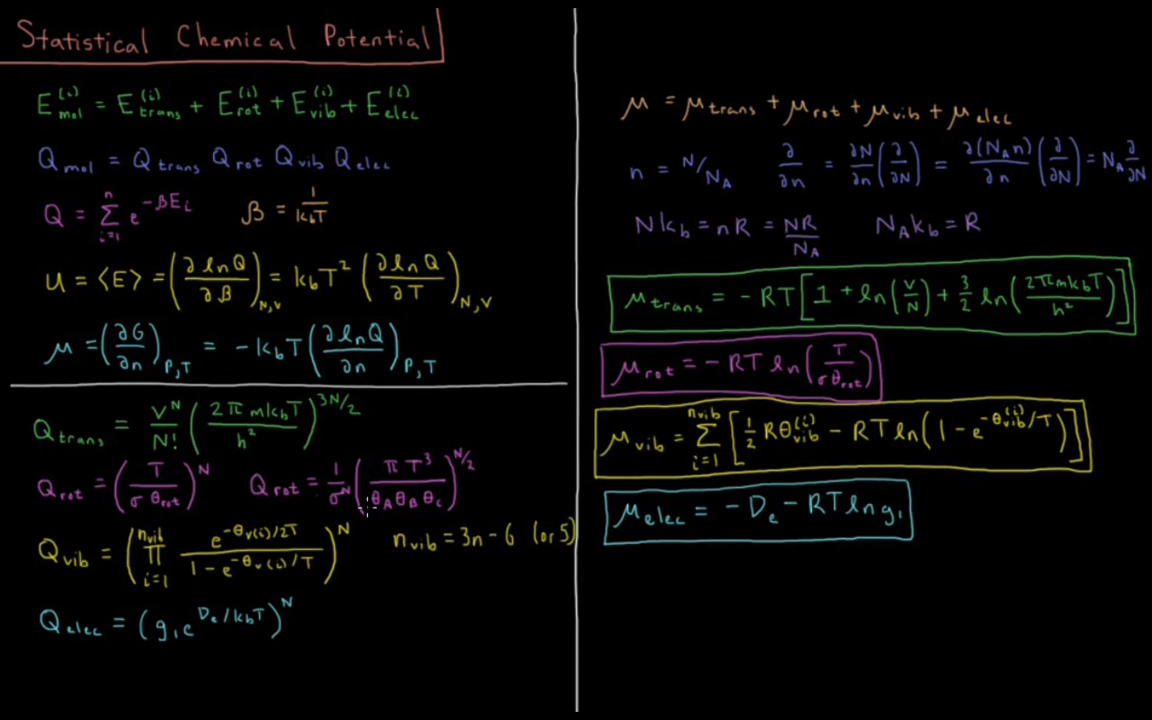 Statistical Chemical Potential
E_mol^(i) = E_trans^(i) + E_rot^(i) + E_vib^(i) + E_elec^(i)
Q_mol = Q_trans Q_rot Q_vib Q_elec
Q = Σ_{i=1}^{n} e^{-βE_i}    β = 1/(k_bT)
U = ⟨E⟩ = (∂lnQ/∂β)_{N,V} = k_bT² (∂lnQ/∂T)_{N,V}
μ = (∂G/∂n)_{P,T} = -k_bT (∂lnQ/∂n)_{P,T}
Q_trans = V^N/N! (2πmk_bT/h²)^{3N/2}
Q_rot = (T/(σθ_rot))^N    Q_rot = 1/σ^N (πT³/(θ_Aθ_Bθ_C))^{N/2}
Q_vib = (Π_{i=1}^{n_vib} e^{-θ_v(i)/2T}/(1-e^{-θ_v(i)/T}))^N    n_vib = 3n-6 (or 5)
Q_elec = (g_1e^{D_e/k_bT})^N
μ = μ_trans + μ_rot + μ_vib + μ_elec
n = N/N_A    ∂/∂n = ∂N/∂n (∂/∂N) = ∂(N_An)/∂n (∂/∂N) = N_A ∂/∂N
Nk_b = nR = NR/N_A    N_Ak_b = R
μ_trans = -RT[1 + ln(V/N) + 3/2 ln(2πmk_bT/h²)]
μ_rot = -RT ln(T/(σθ_rot))
μ_vib = Σ_{i=1}^{n_vib} [1/2 Rθ_vib^(i) - RT ln(1-e^{-θ_vib^(i)/T})]
μ_elec = -D_e - RT ln g_1